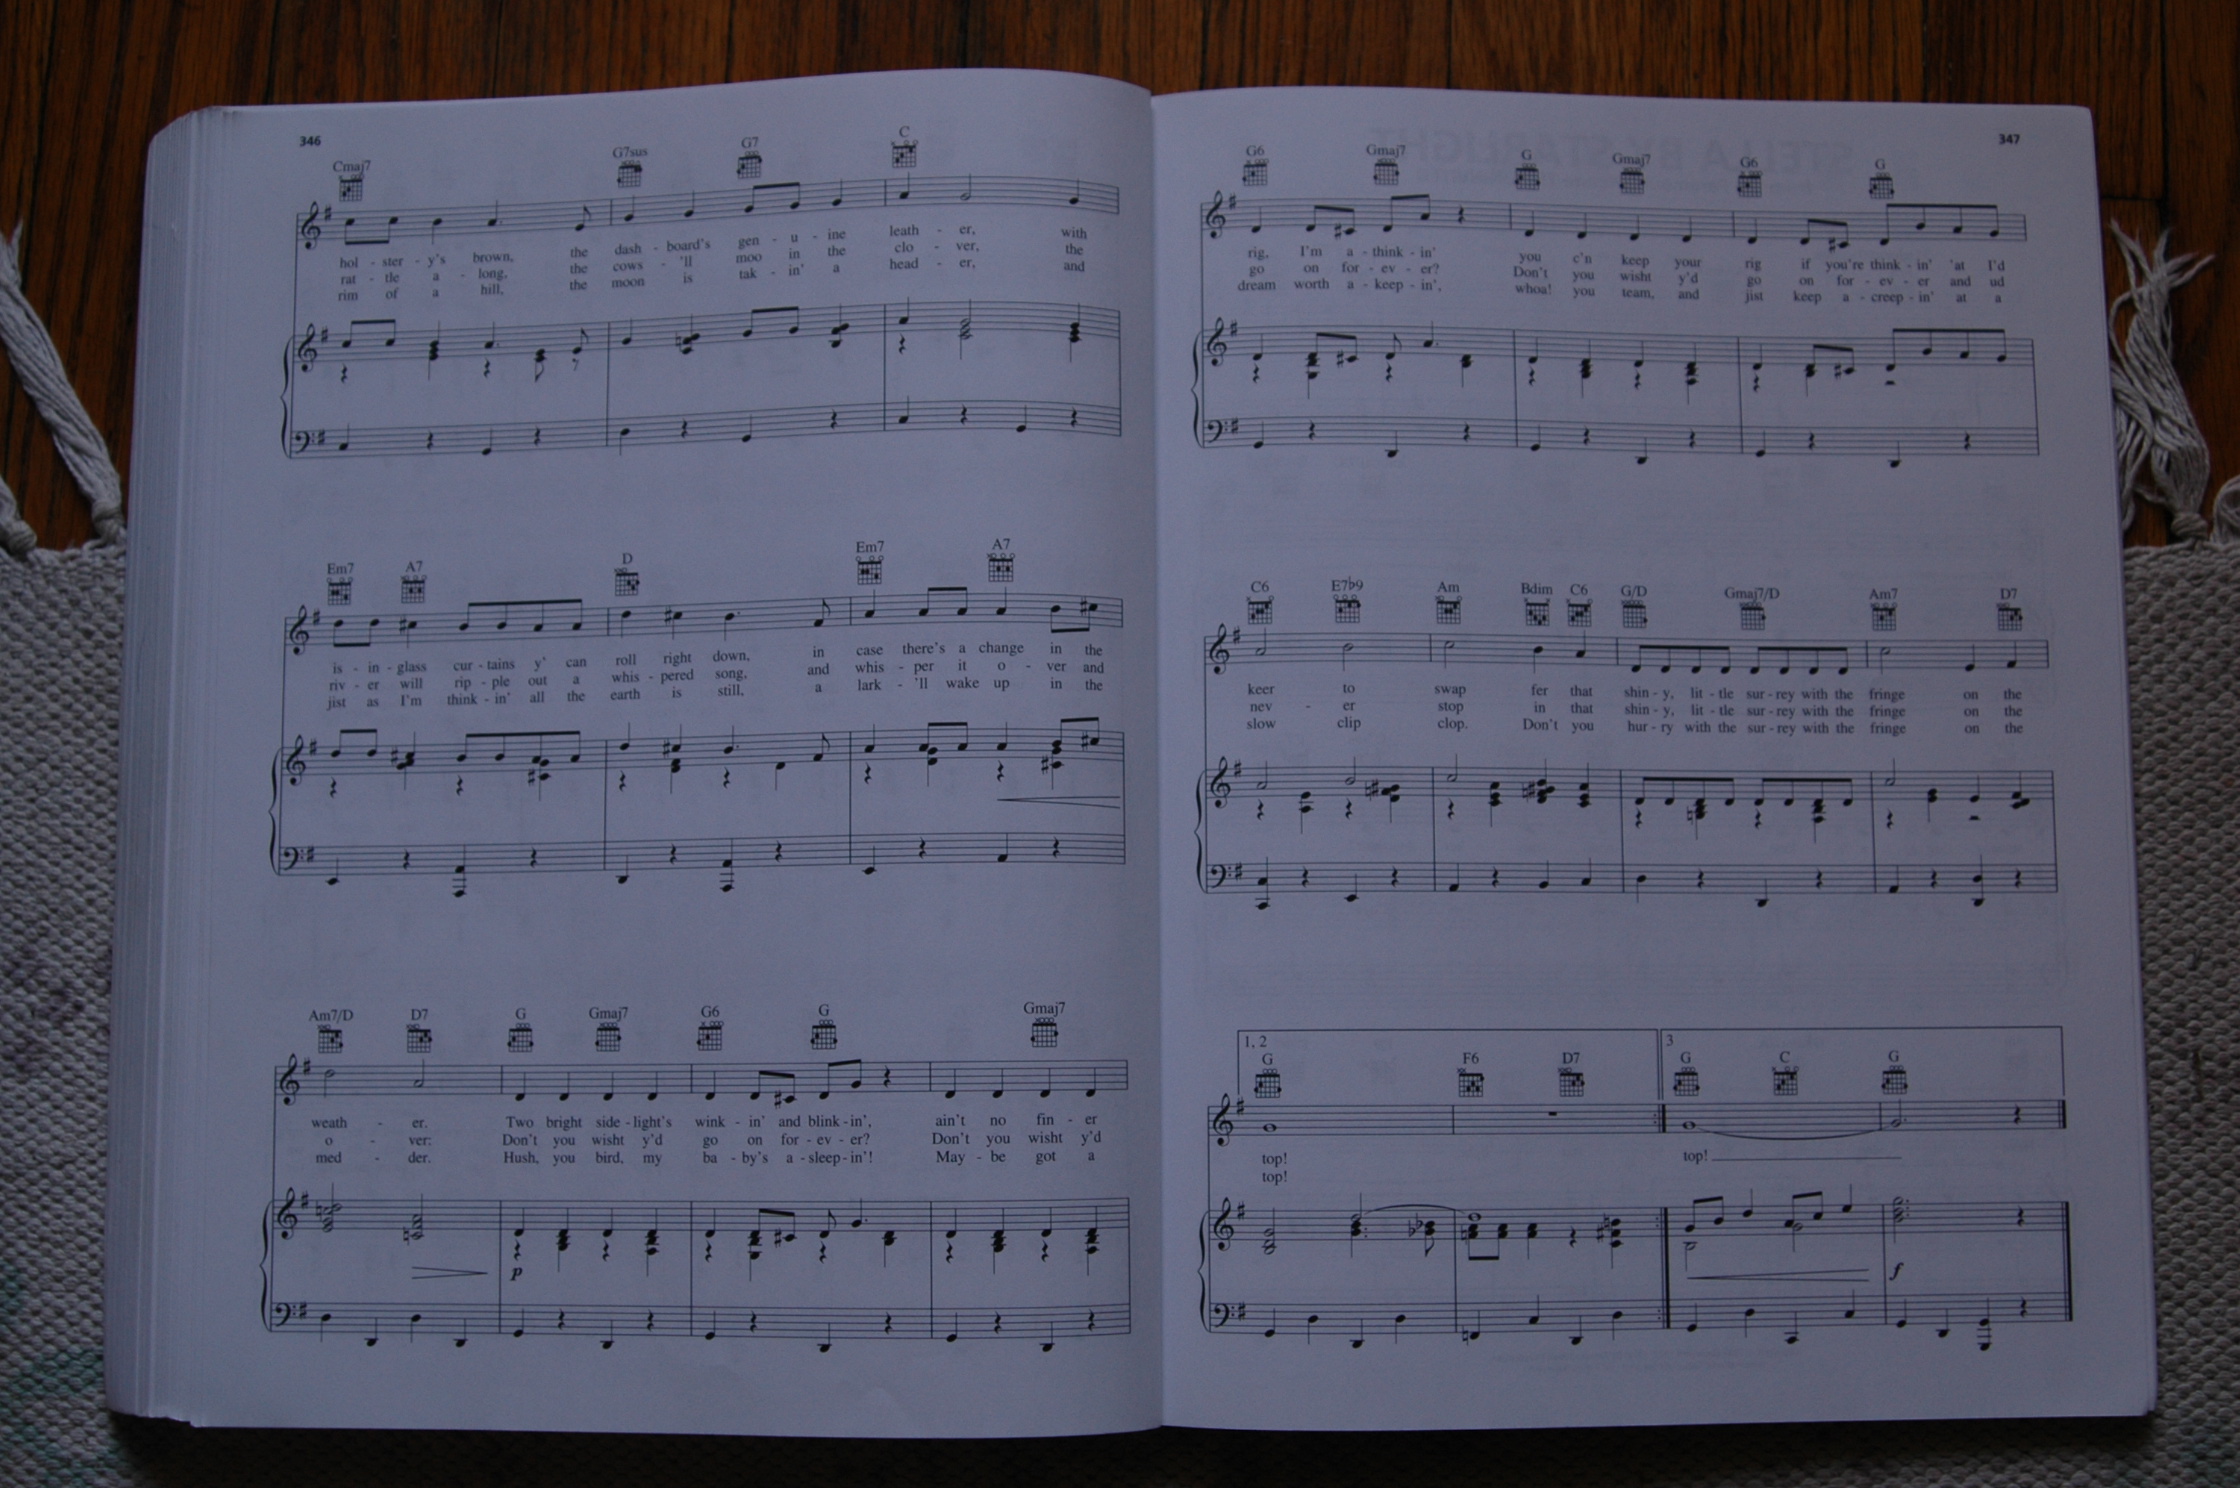 346
Cmaj7 G7sus G7 C
hol - ster - y's brown, the dash - board's gen - u - ine leath - er, with
rat - tle a - long, the cows - 'll moo in the clo - ver, the
rim of a hill, the moon is tak - in' a head - er, and
Em7 A7 D Em7 A7
is - in - glass cur - tains y' can roll right down, in case there's a change in the
riv - er will rip - ple out a whis - pered song, and whis - per it o - ver and
jist as I'm think - in' all the earth is still, a lark - 'll wake up in the
Am7/D D7 G Gmaj7 G6 G Gmaj7
weath - er. Two bright side - light's wink - in' and blink - in', ain't no fin - er
o - ver: Don't you wisht y'd go on for - ev - er? Don't you wisht y'd
med - der. Hush, you bird, my ba - by's a - sleep - in'! May - be got a
p
347
STELLA BY STARLIGHT
G6 Gmaj7 G Gmaj7 G6 G
rig, I'm a - think - in' you c'n keep your rig if you're think - in' 'at I'd
go on for - ev - er? Don't you wisht y'd go on for - ev - er and ud
dream worth a - keep - in', whoa! you team, and jist keep a - creep - in' at a
C6 E7♭9 Am Bdim C6 G/D Gmaj7/D Am7 D7
keer to swap fer that shin - y, lit - tle sur - rey with the fringe on the
nev - er stop in that shin - y, lit - tle sur - rey with the fringe on the
slow clip clop. Don't you hur - ry with the sur - rey with the fringe on the
1, 2 3
G F6 D7 G C G
top! top!
top!
f